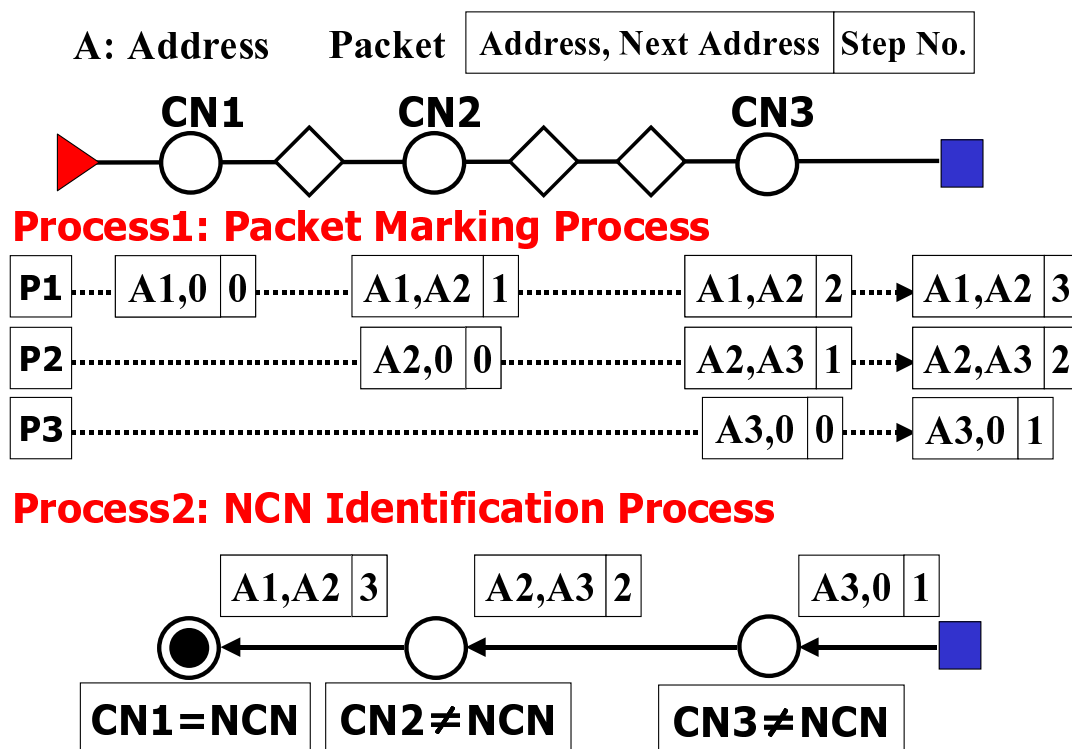 A: Address Packet Address, Next Address Step No.
CN1 CN2 CN3
Process1: Packet Marking Process
P1 A1,0 0 A1,A2 1 A1,A2 2 A1,A2 3
P2 A2,0 0 A2,A3 1 A2,A3 2
P3 A3,0 0 A3,0 1
Process2: NCN Identification Process
A1,A2 3 A2,A3 2 A3,0 1
CN1=NCN CN2≠NCN CN3≠NCN